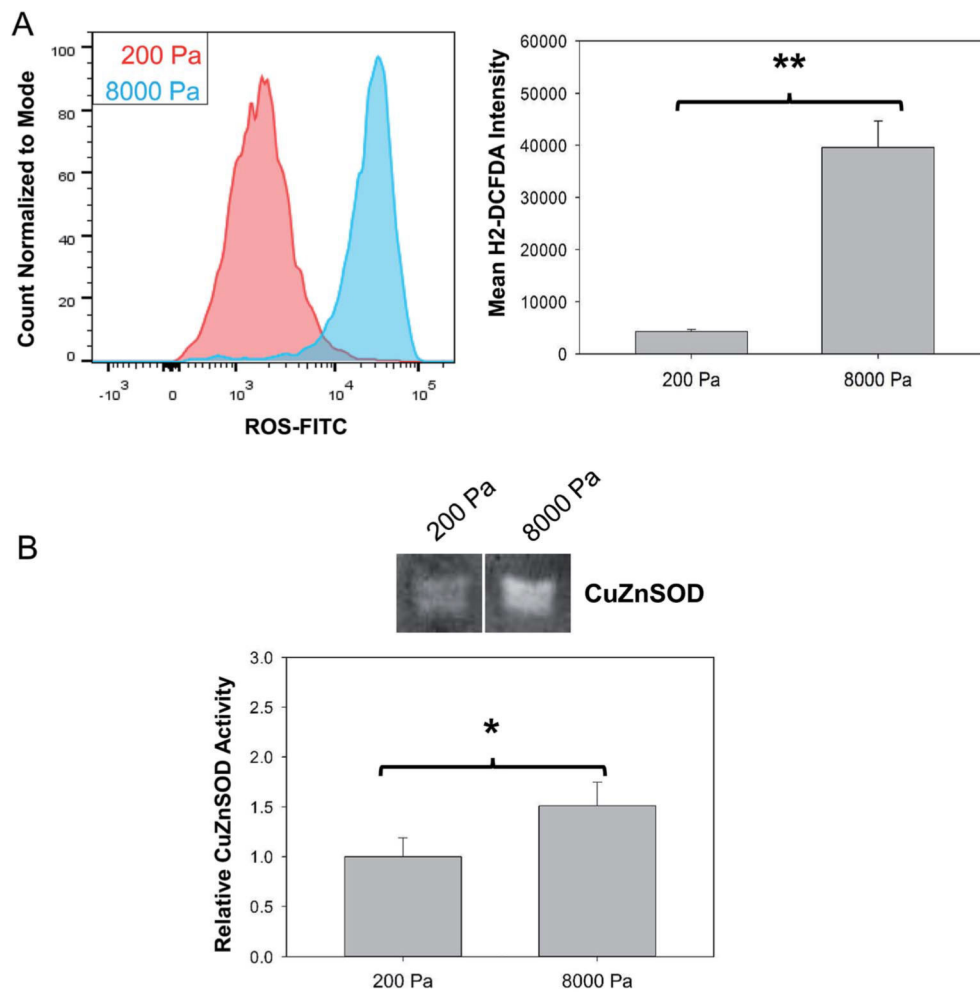 A
200 Pa
8000 Pa
Count Normalized to Mode
100
80
60
40
20
0
-10³ 0 10³ 10⁴ 10⁵
ROS-FITC
Mean H2-DCFDA Intensity
60000
50000
40000
30000
20000
10000
0
**
200 Pa 8000 Pa
B
200 Pa 8000 Pa
CuZnSOD
Relative CuZnSOD Activity
3.0
2.5
2.0
1.5
1.0
0.5
0.0
*
200 Pa 8000 Pa